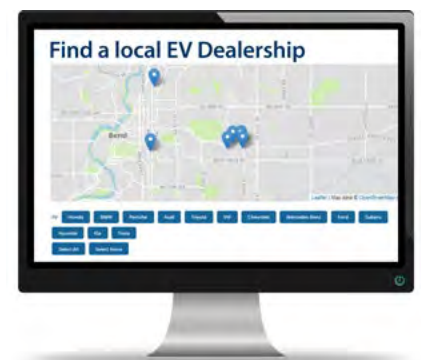 Find a local EV Dealership
Bend
Leaflet | Map data © OpenStreetMap
All Honda BMW Porsche Audi Toyota VW Chevrolet Mercedes-Benz Ford Subaru
Hyundai Kia Tesla
Select All Select None